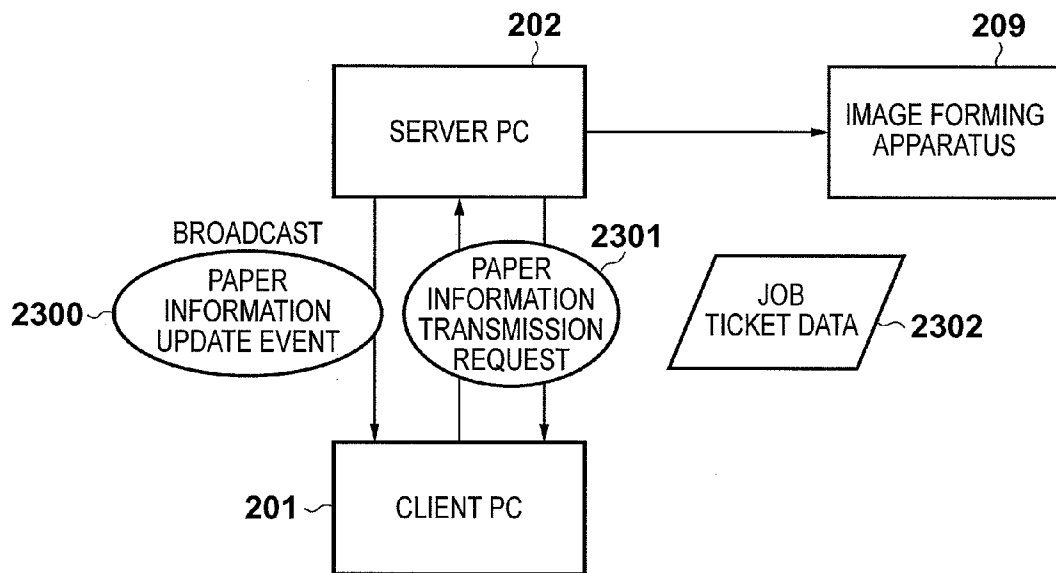 202
209
SERVER PC
IMAGE FORMING
APPARATUS
BROADCAST
2300
PAPER
INFORMATION
UPDATE EVENT
2301
PAPER
INFORMATION
TRANSMISSION
REQUEST
JOB
TICKET DATA
2302
201
CLIENT PC